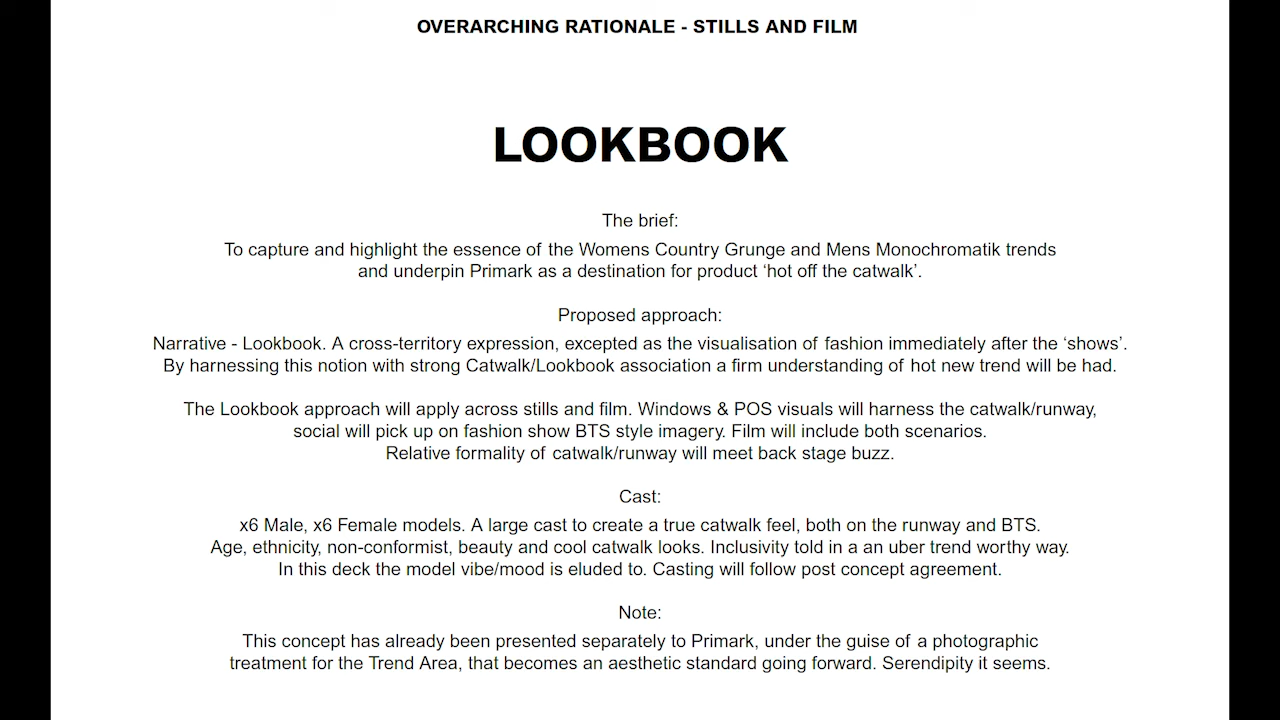 OVERARCHING RATIONALE - STILLS AND FILM
LOOKBOOK
The brief:
To capture and highlight the essence of the Womens Country Grunge and Mens Monochromatik trends
and underpin Primark as a destination for product ‘hot off the catwalk’.
Proposed approach:
Narrative - Lookbook. A cross-territory expression, excepted as the visualisation of fashion immediately after the ‘shows’.
By harnessing this notion with strong Catwalk/Lookbook association a firm understanding of hot new trend will be had.
The Lookbook approach will apply across stills and film. Windows & POS visuals will harness the catwalk/runway,
social will pick up on fashion show BTS style imagery. Film will include both scenarios.
Relative formality of catwalk/runway will meet back stage buzz.
Cast:
x6 Male, x6 Female models. A large cast to create a true catwalk feel, both on the runway and BTS.
Age, ethnicity, non-conformist, beauty and cool catwalk looks. Inclusivity told in a an uber trend worthy way.
In this deck the model vibe/mood is eluded to. Casting will follow post concept agreement.
Note:
This concept has already been presented separately to Primark, under the guise of a photographic
treatment for the Trend Area, that becomes an aesthetic standard going forward. Serendipity it seems.